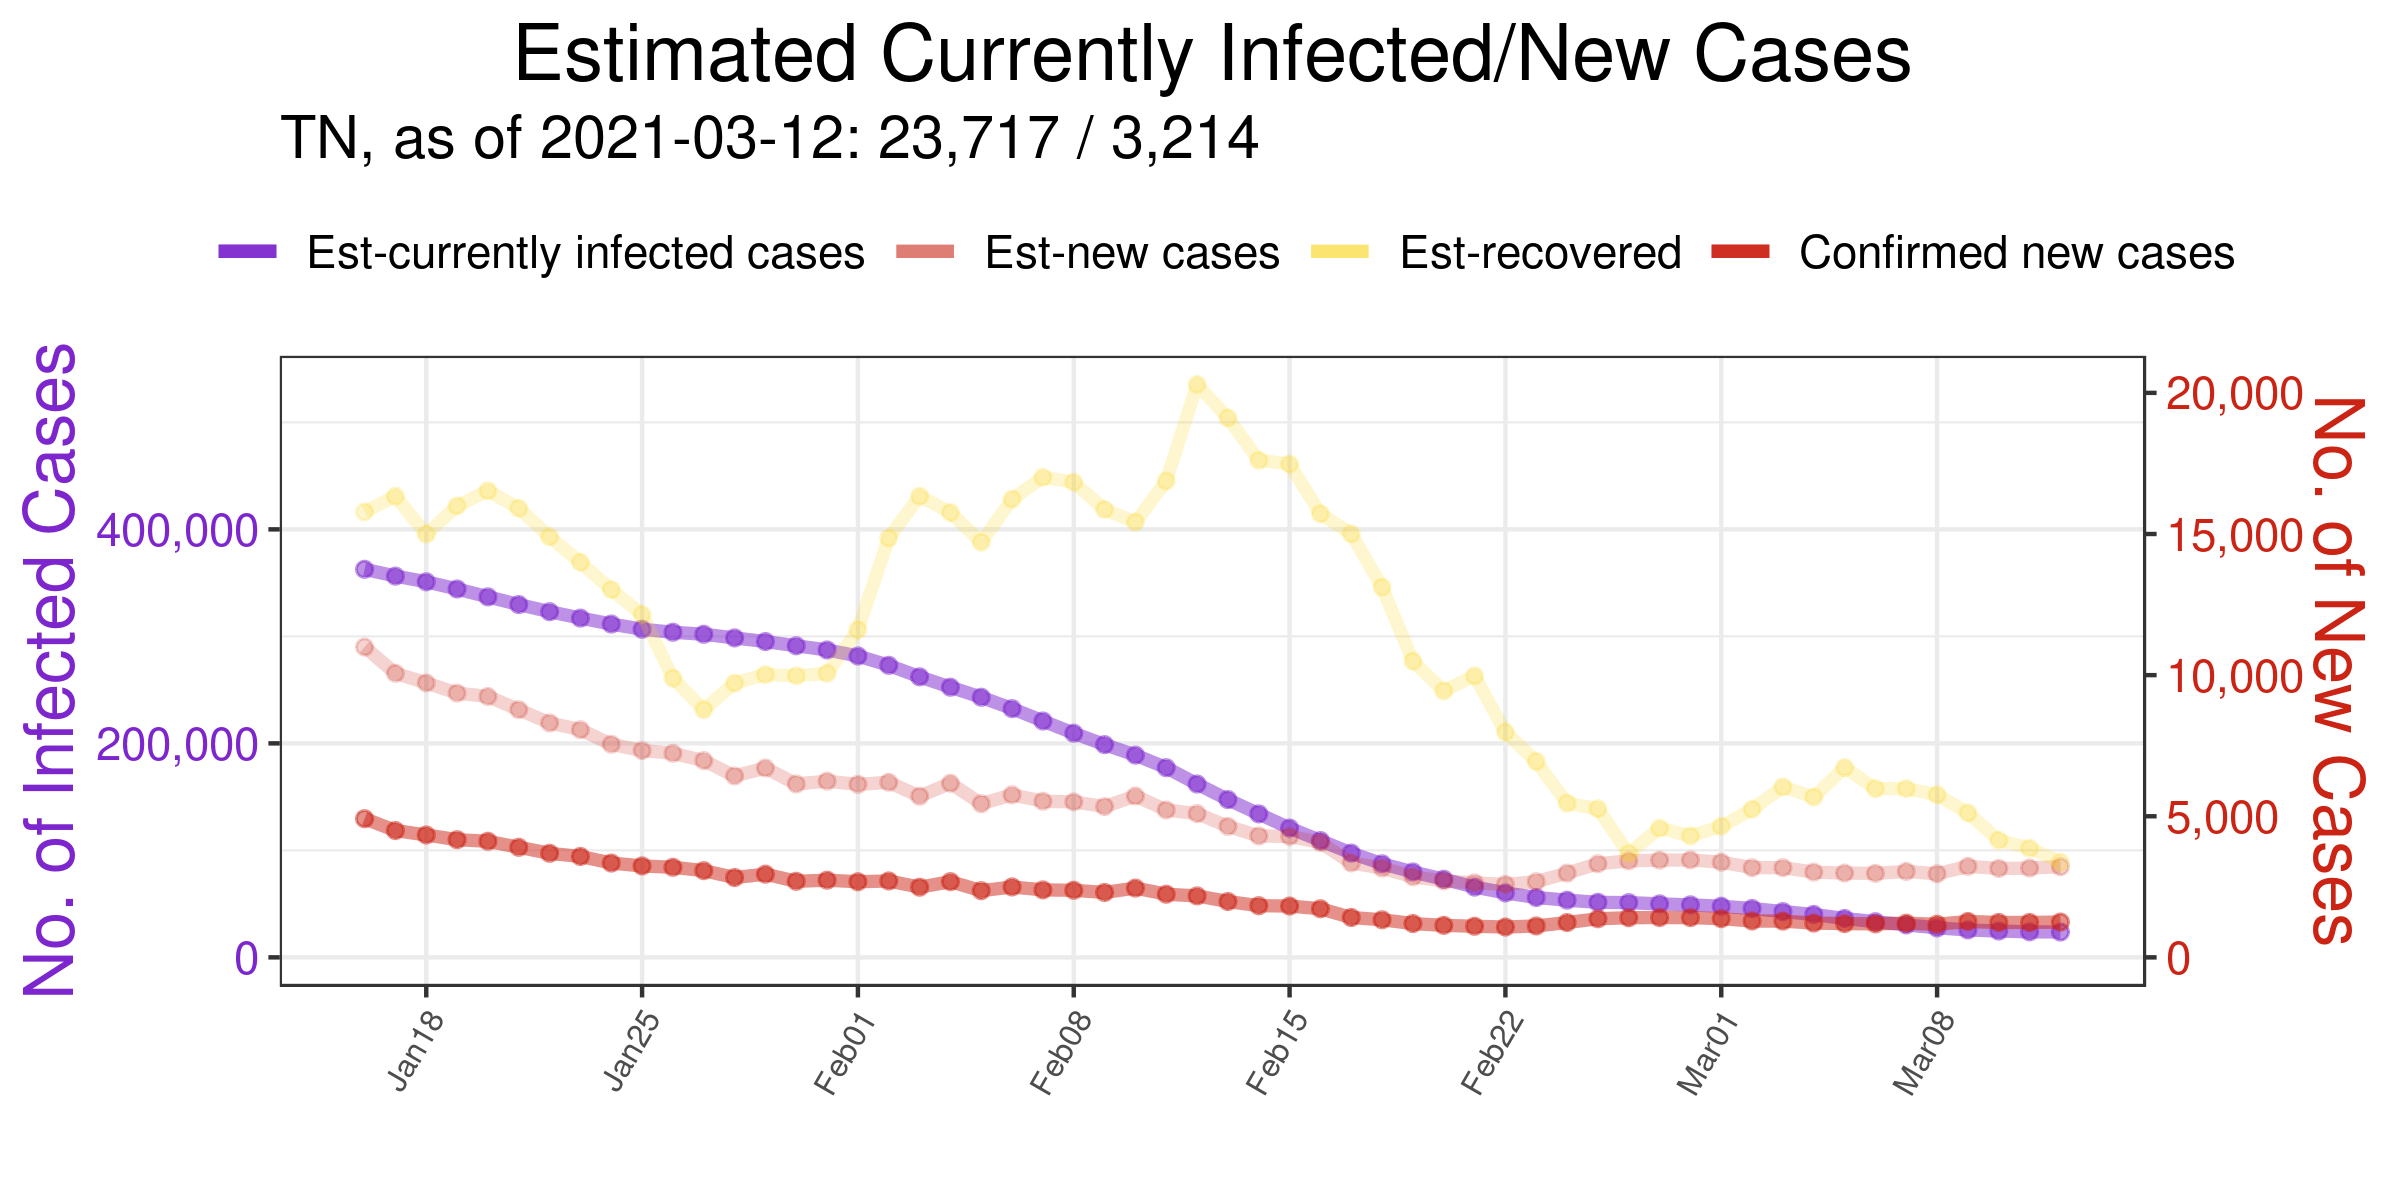 Estimated Currently Infected/New Cases
TN, as of 2021-03-12: 23,717 / 3,214
Est-currently infected cases Est-new cases Est-recovered Confirmed new cases
No. of Infected Cases
400,000
200,000
0
20,000
15,000
10,000
5,000
0
No. of New Cases
Jan18 Jan25 Feb01 Feb08 Feb15 Feb22 Mar01 Mar08